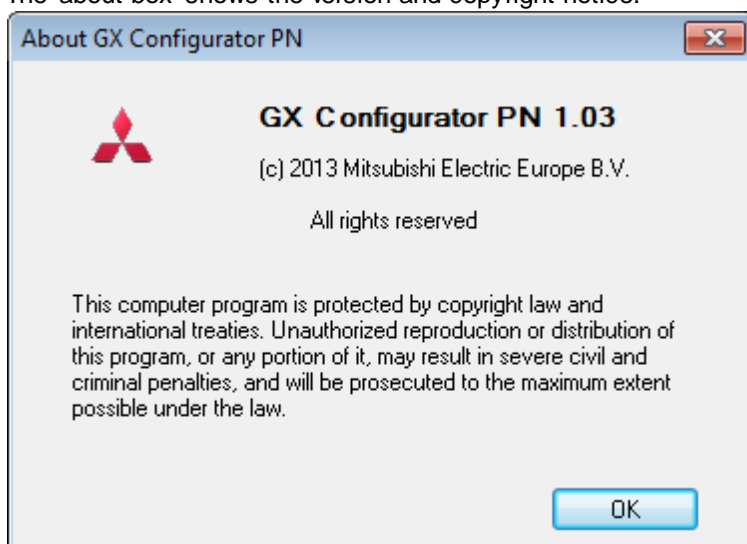 The 'about box' shows the version and copyright notice.
About GX Configurator PN
GX Configurator PN 1.03
(c) 2013 Mitsubishi Electric Europe B.V.
All rights reserved
This computer program is protected by copyright law and
international treaties. Unauthorized reproduction or distribution of
this program, or any portion of it, may result in severe civil and
criminal penalties, and will be prosecuted to the maximum extent
possible under the law.
OK